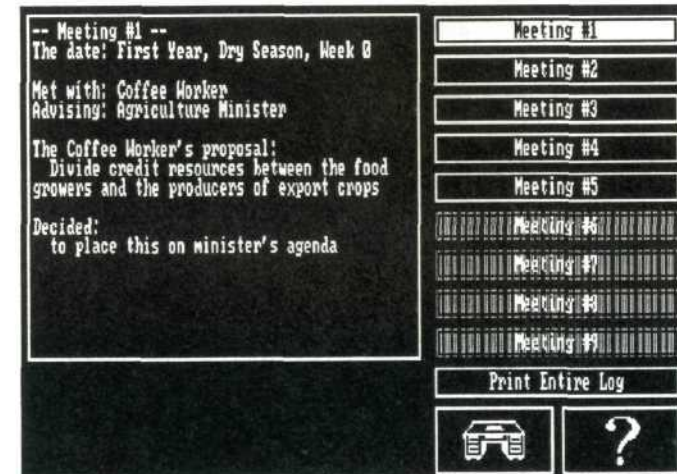 -- Meeting #1 --
The date: First Year, Dry Season, Week 0
Met with: Coffee Worker
Advising: Agriculture Minister
The Coffee Worker's proposal:
Divide credit resources between the food
growers and the producers of export crops
Decided:
to place this on minister's agenda
Meeting #1
Meeting #2
Meeting #3
Meeting #4
Meeting #5
Meeting #6
Meeting #7
Meeting #8
Meeting #9
Print Entire Log
?